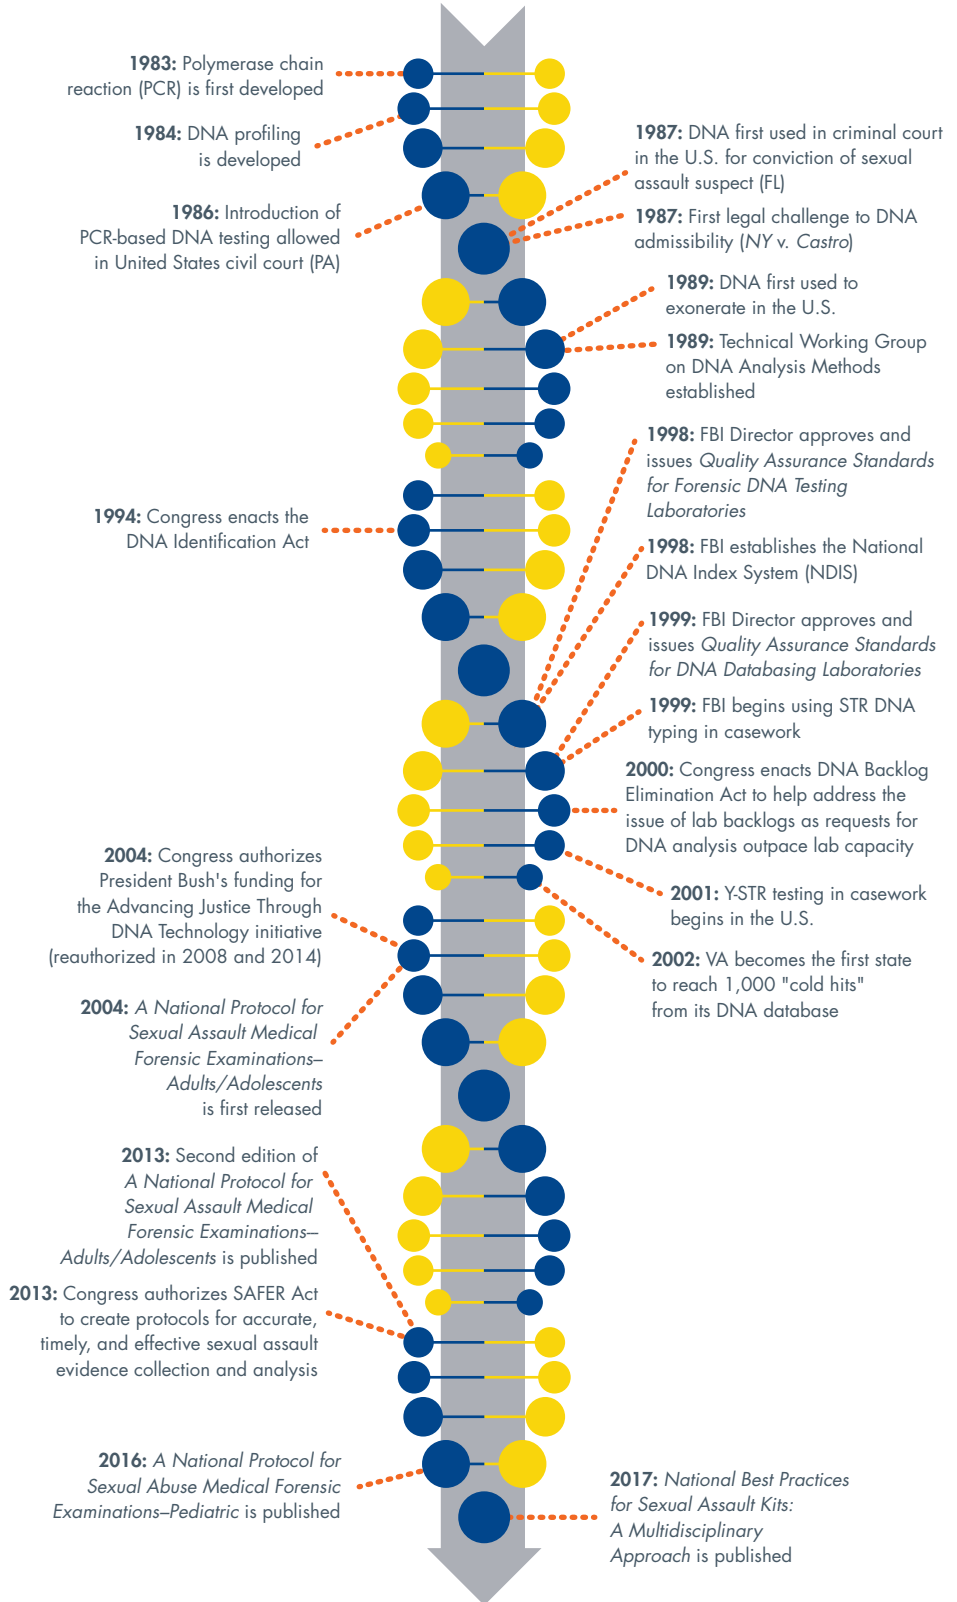 1983: Polymerase chain
reaction (PCR) is first developed
1984: DNA profiling
is developed
1987: DNA first used in criminal court
in the U.S. for conviction of sexual
assault suspect (FL)
1986: Introduction of
PCR-based DNA testing allowed
in United States civil court (PA)
1987: First legal challenge to DNA
admissibility (NY v. Castro)
1989: DNA first used to
exonerate in the U.S.
1989: Technical Working Group
on DNA Analysis Methods
established
1998: FBI Director approves and
issues Quality Assurance Standards
for Forensic DNA Testing
Laboratories
1994: Congress enacts the
DNA Identification Act
1998: FBI establishes the National
DNA Index System (NDIS)
1999: FBI Director approves and
issues Quality Assurance Standards
for DNA Databasing Laboratories
1999: FBI begins using STR DNA
typing in casework
2000: Congress enacts DNA Backlog
Elimination Act to help address the
issue of lab backlogs as requests for
DNA analysis outpace lab capacity
2004: Congress authorizes
President Bush's funding for
the Advancing Justice Through
DNA Technology initiative
(reauthorized in 2008 and 2014)
2001: Y-STR testing in casework
begins in the U.S.
2002: VA becomes the first state
to reach 1,000 "cold hits"
from its DNA database
2004: A National Protocol for
Sexual Assault Medical
Forensic Examinations–
Adults/Adolescents
is first released
2013: Second edition of
A National Protocol for
Sexual Assault Medical
Forensic Examinations–
Adults/Adolescents is published
2013: Congress authorizes SAFER Act
to create protocols for accurate,
timely, and effective sexual assault
evidence collection and analysis
2016: A National Protocol for
Sexual Abuse Medical Forensic
Examinations–Pediatric is published
2017: National Best Practices
for Sexual Assault Kits:
A Multidisciplinary
Approach is published